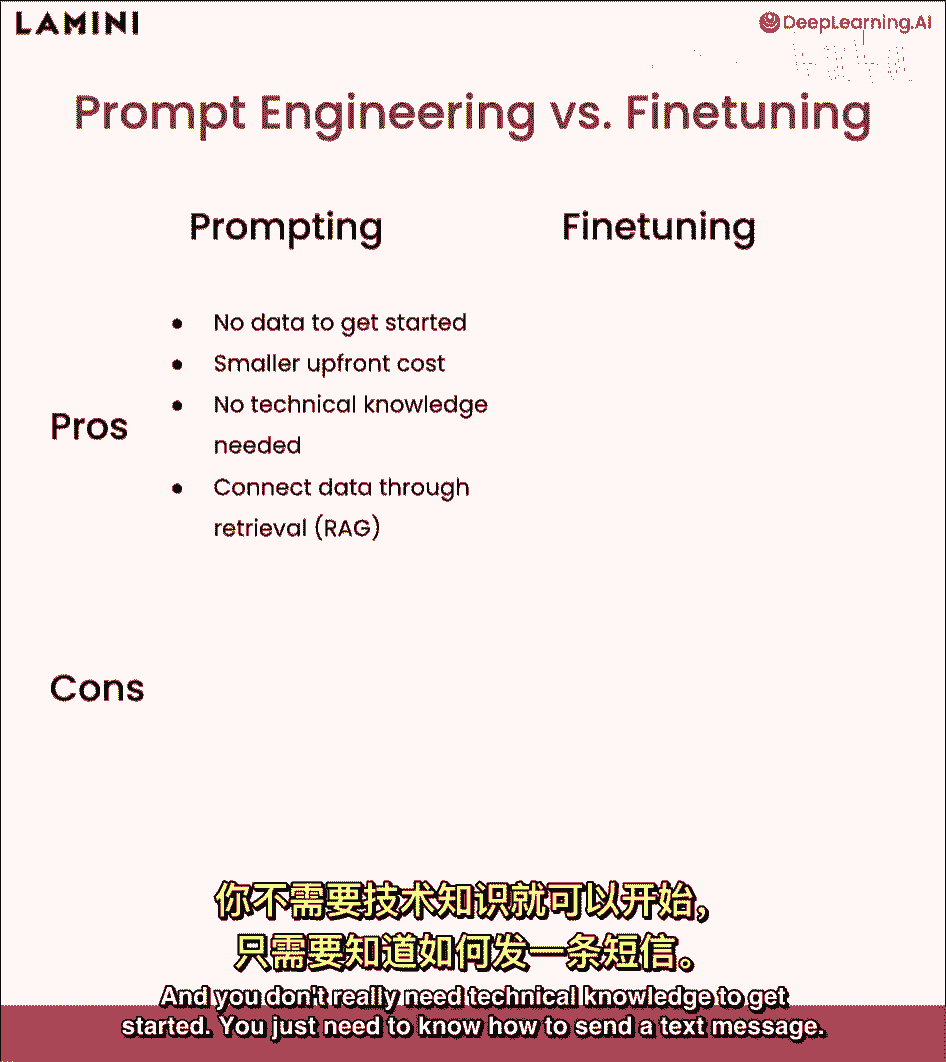 LAMINI
DeepLearning.AI
Prompt Engineering vs. Finetuning
Prompting
Finetuning
Pros
● No data to get started
● Smaller upfront cost
● No technical knowledge
needed
● Connect data through
retrieval (RAG)
Cons
你不需要技术知识就可以开始，
只需要知道如何发一条短信。
And you don't really need technical knowledge to get
started. You just need to know how to send a text message.